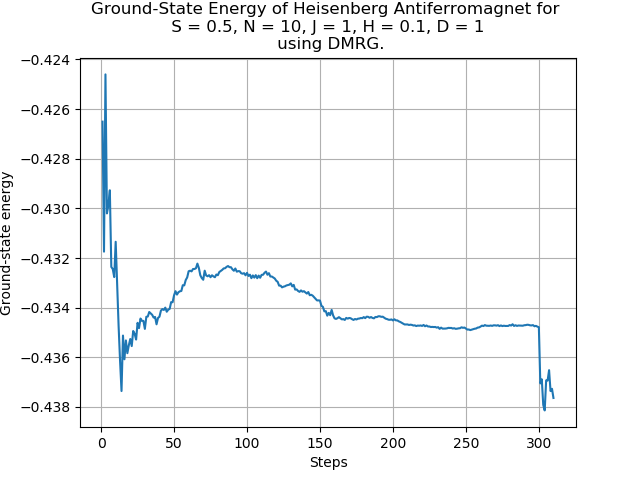 Ground-State Energy of Heisenberg Antiferromagnet for
S = 0.5, N = 10, J = 1, H = 0.1, D = 1
using DMRG.
Ground-state energy
−0.424
−0.426
−0.428
−0.430
−0.432
−0.434
−0.436
−0.438
0 50 100 150 200 250 300
Steps